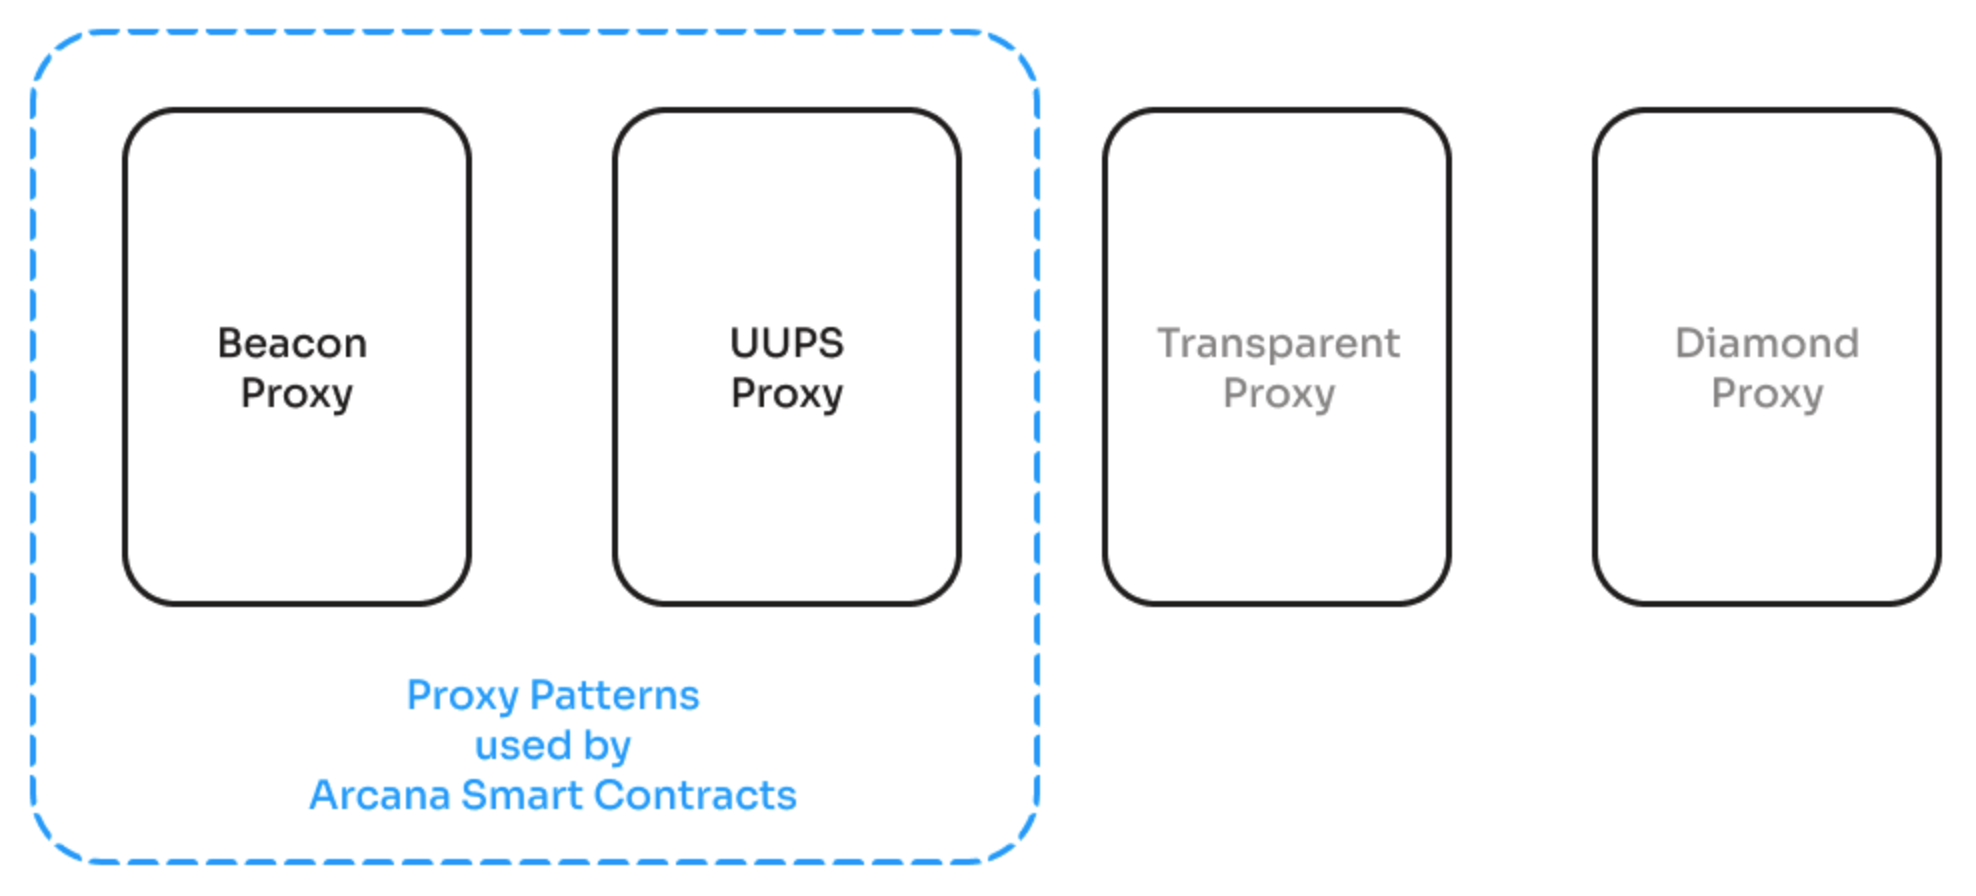 Beacon
Proxy
UUPS
Proxy
Transparent
Proxy
Diamond
Proxy
Proxy Patterns
used by
Arcana Smart Contracts